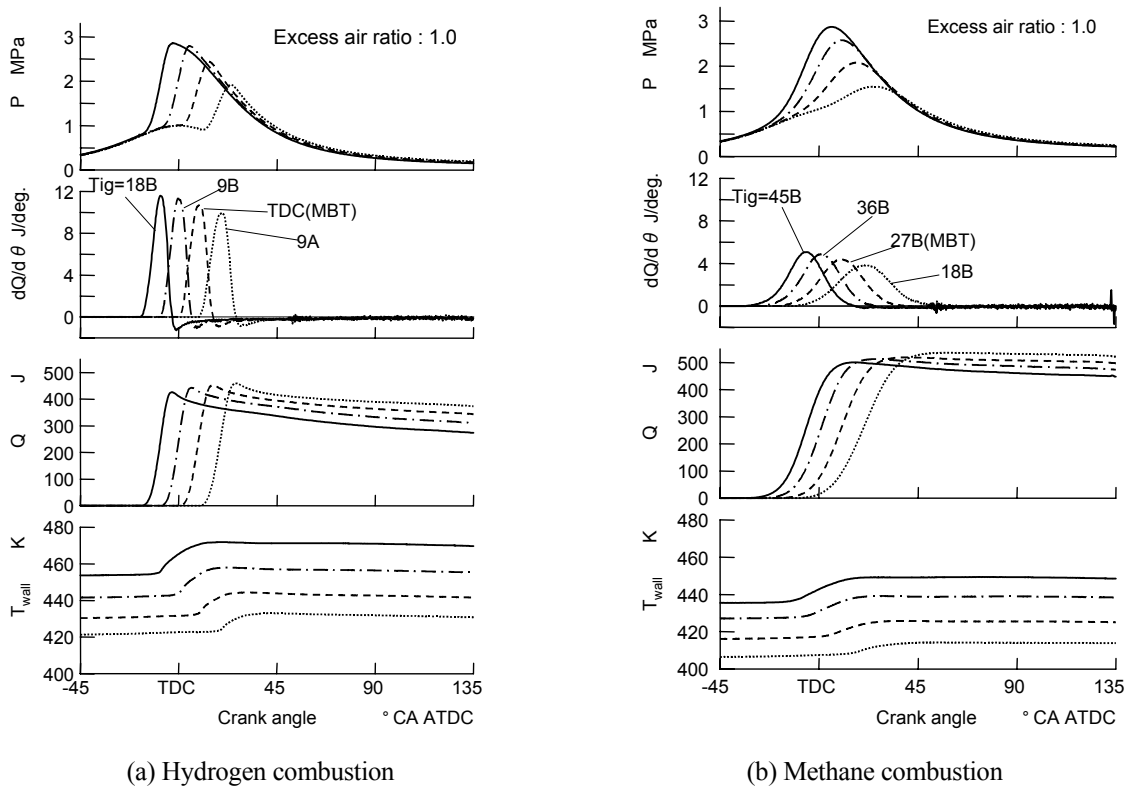 Excess air ratio : 1.0
P MPa
3
2
1
0
Tig=18B
9B
TDC(MBT)
9A
dQ/d θ J/deg.
12
8
4
0
Q J
500
400
300
200
100
0
T wall K
480
460
440
420
400
-45 TDC 45 90 135
Crank angle ° CA ATDC
(a) Hydrogen combustion
Excess air ratio : 1.0
P MPa
3
2
1
0
Tig=45B
36B
27B(MBT)
18B
dQ/d θ J/deg.
12
8
4
0
Q J
500
400
300
200
100
0
T wall K
480
460
440
420
400
-45 TDC 45 90 135
Crank angle ° CA ATDC
(b) Methane combustion